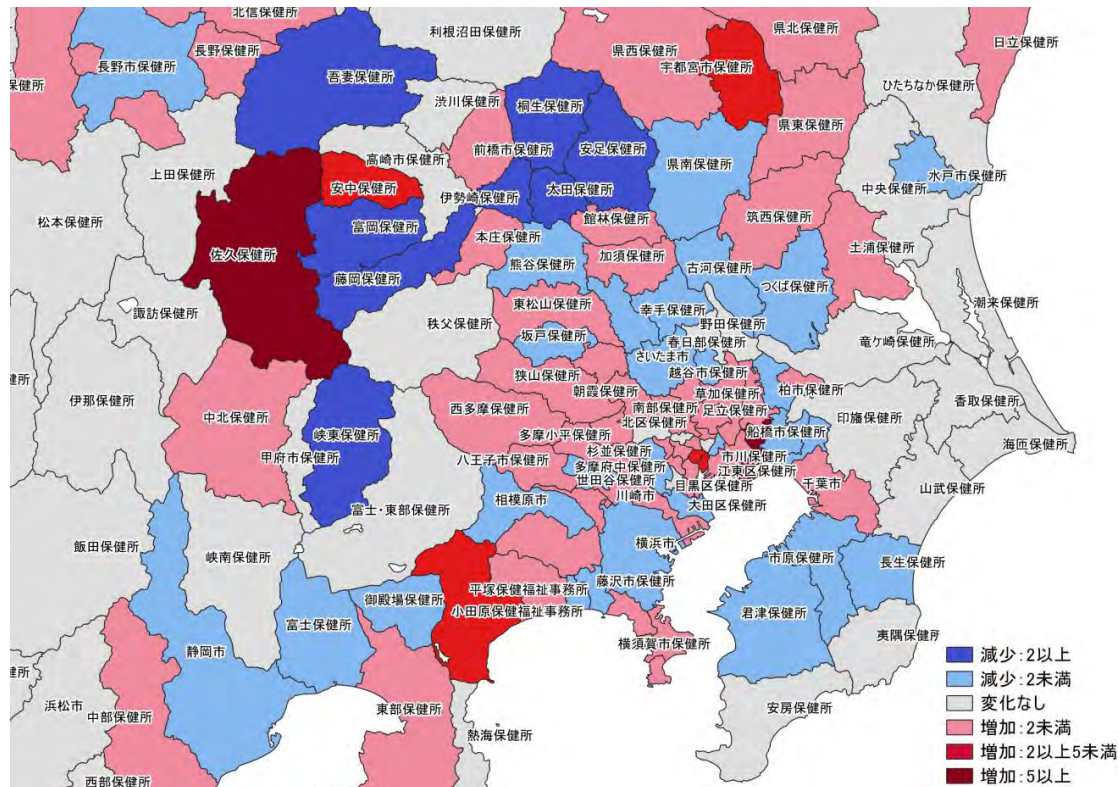 北信保健所
利根沼田保健所
県北保健所
県西保健所
日立保健所
長野保健所
長野市保健所
宇都宮市保健所
保健所
吾妻保健所
ひたちなか保健所
渋川保健所
桐生保健所
県東保健所
前橋市保健所
安足保健所
高崎市保健所
県南保健所
上田保健所
水戸市保健所
安中保健所
太田保健所
中央保健所
伊勢崎保健所
松本保健所
館林保健所
筑西保健所
富岡保健所
本庄保健所
土浦保健所
佐久保健所
加須保健所
熊谷保健所
古河保健所
藤岡保健所
つくば保健所
東松山保健所
幸手保健所
潮来保健所
諏訪保健所
秩父保健所
野田保健所
坂戸保健所
春日部保健所
竜ケ崎保健所
さいたま市
越谷市保健所
健所
狭山保健所
伊那保健所
朝霞保健所
草加保健所
柏市保健所
香取保健所
西多摩保健所
南部保健所
足立保健所
中北保健所
印旛保健所
北区保健所
多摩小平保健所
船橋市保健所
峡東保健所
海匝保健所
杉並保健所
甲府市保健所
市川保健所
八王子市保健所
多摩府中保健所
江東区保健所
世田谷保健所
目黒区保健所
千葉市
山武保健所
川崎市
相模原市
大田区保健所
富士・東部保健所
飯田保健所
横浜市
峡南保健所
市原保健所
長生保健所
藤沢市保健所
平塚保健福祉事務所
御殿場保健所
小田原保健福祉事務所
君津保健所
富士保健所
夷隅保健所
横須賀市保健所
静岡市
健所
浜松市
中部保健所
東部保健所
安房保健所
熱海保健所
西部保健所
減少:2以上
減少:2未満
変化なし
増加:2未満
増加:2以上5未満
増加:5以上